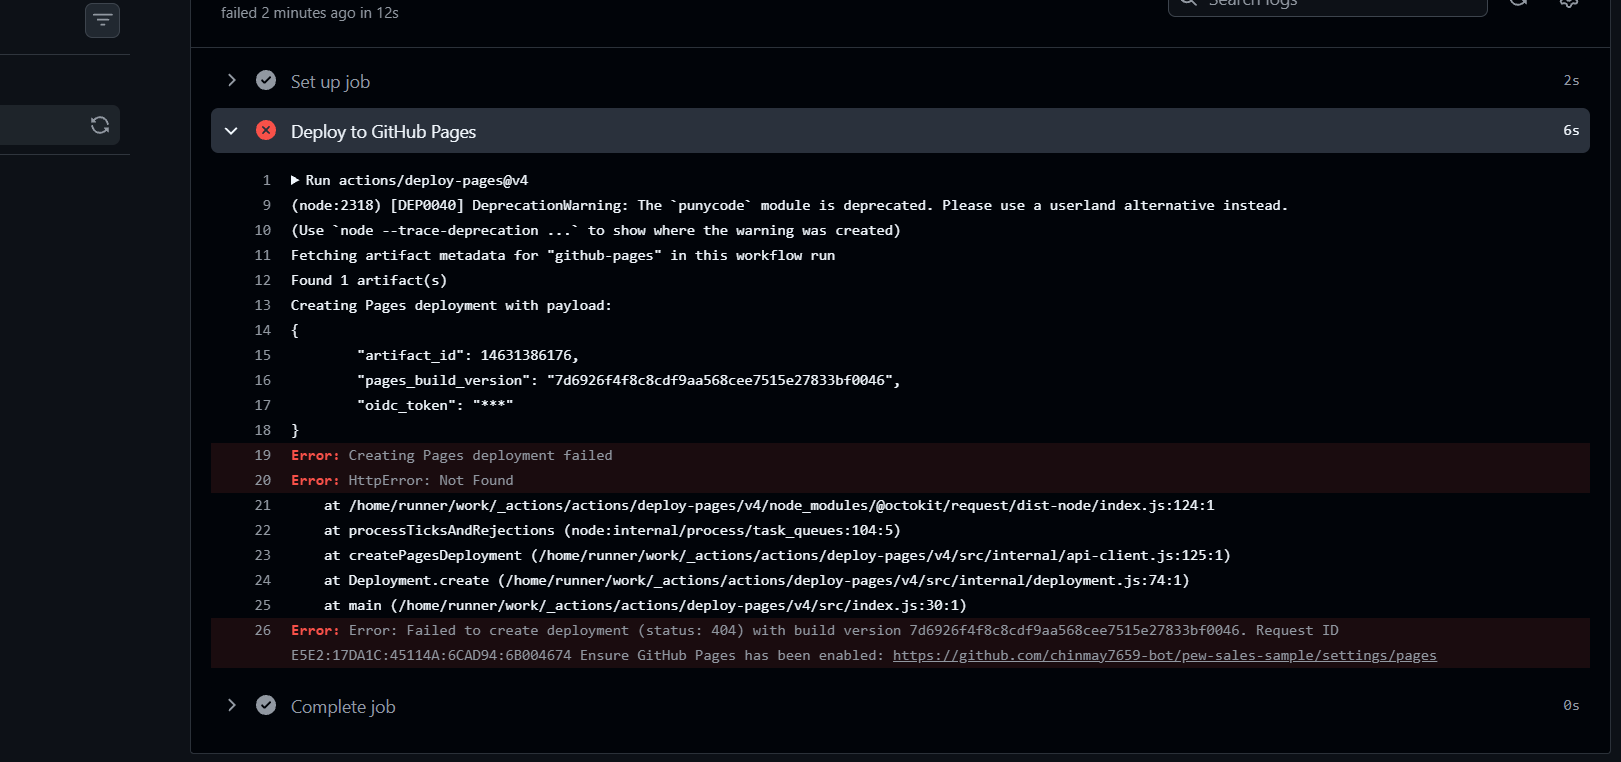 failed 2 minutes ago in 12s
Search logs
Set up job 2s
Deploy to GitHub Pages 6s
1 Run actions/deploy-pages@v4
9 (node:2318) [DEP0040] DeprecationWarning: The `punycode` module is deprecated. Please use a userland alternative instead.
10 (Use `node --trace-deprecation ...` to show where the warning was created)
11 Fetching artifact metadata for "github-pages" in this workflow run
12 Found 1 artifact(s)
13 Creating Pages deployment with payload:
14 {
15 "artifact_id": 14631386176,
16 "pages_build_version": "7d6926f4f8c8cdf9aa568cee7515e27833bf0046",
17 "oidc_token": "***"
18 }
19 Error: Creating Pages deployment failed
20 Error: HttpError: Not Found
21 at /home/runner/work/_actions/actions/deploy-pages/v4/node_modules/@octokit/request/dist-node/index.js:124:1
22 at processTicksAndRejections (node:internal/process/task_queues:104:5)
23 at createPagesDeployment (/home/runner/work/_actions/actions/deploy-pages/v4/src/internal/api-client.js:125:1)
24 at Deployment.create (/home/runner/work/_actions/actions/deploy-pages/v4/src/internal/deployment.js:74:1)
25 at main (/home/runner/work/_actions/actions/deploy-pages/v4/src/index.js:30:1)
26 Error: Error: Failed to create deployment (status: 404) with build version 7d6926f4f8c8cdf9aa568cee7515e27833bf0046. Request ID
E5E2:17DA1C:45114A:6CAD94:6B004674 Ensure GitHub Pages has been enabled: https://github.com/chinmay7659-bot/pew-sales-sample/settings/pages
Complete job 0s